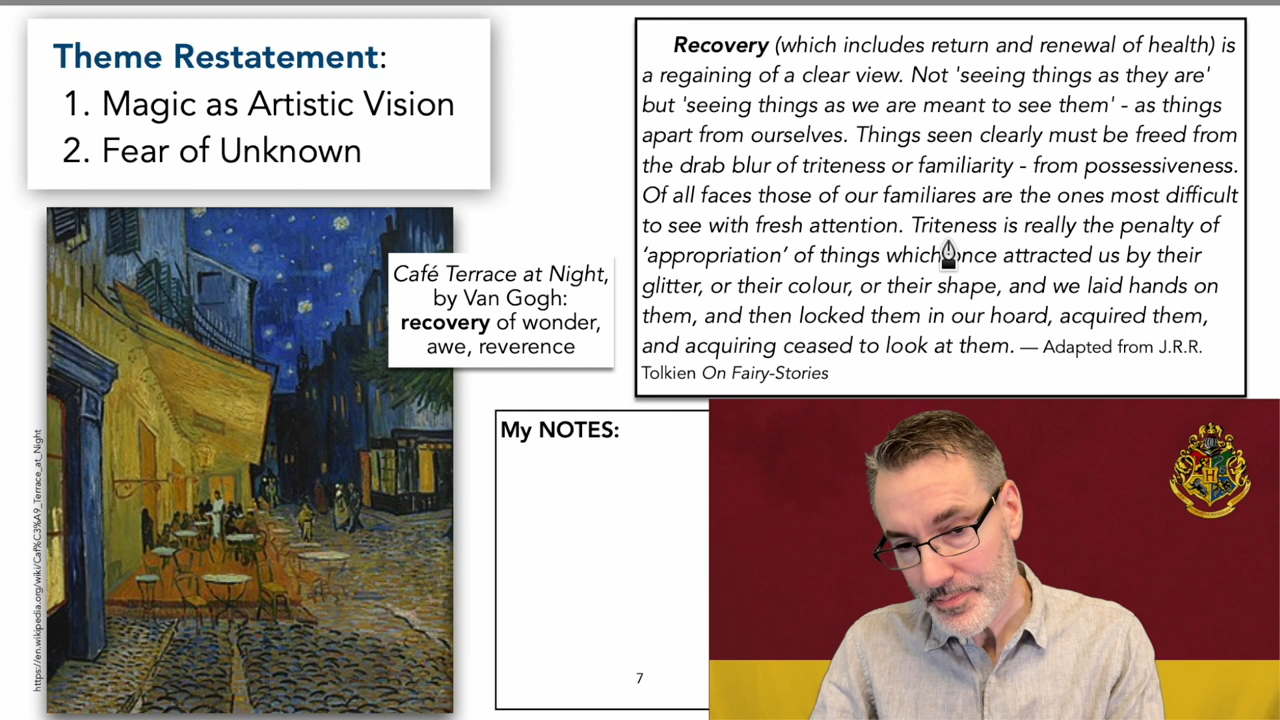 Theme Restatement:
1. Magic as Artistic Vision
2. Fear of Unknown
Recovery (which includes return and renewal of health) is
a regaining of a clear view. Not 'seeing things as they are'
but 'seeing things as we are meant to see them' - as things
apart from ourselves. Things seen clearly must be freed from
the drab blur of triteness or familiarity - from possessiveness.
Of all faces those of our familiares are the ones most difficult
to see with fresh attention. Triteness is really the penalty of
‘appropriation’ of things which once attracted us by their
glitter, or their colour, or their shape, and we laid hands on
them, and then locked them in our hoard, acquired them,
and acquiring ceased to look at them. — Adapted from J.R.R.
Tolkien On Fairy-Stories
Café Terrace at Night,
by Van Gogh:
recovery of wonder,
awe, reverence
https://en.wikipedia.org/wiki/Caf%C3%A9_Terrace_at_Night
My NOTES:
7
H